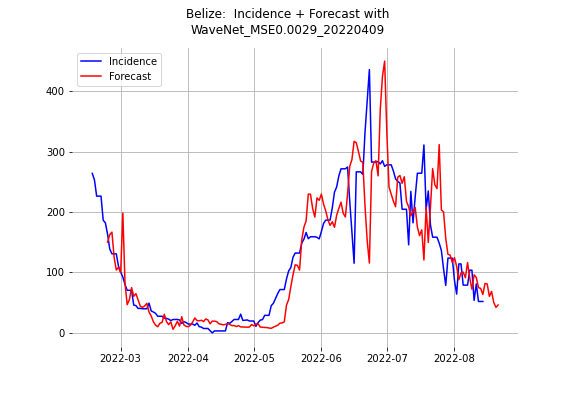 Belize:  Incidence + Forecast with
WaveNet_MSE0.0029_20220409
Incidence
Forecast
400
300
200
100
0
2022-03 2022-04 2022-05 2022-06 2022-07 2022-08